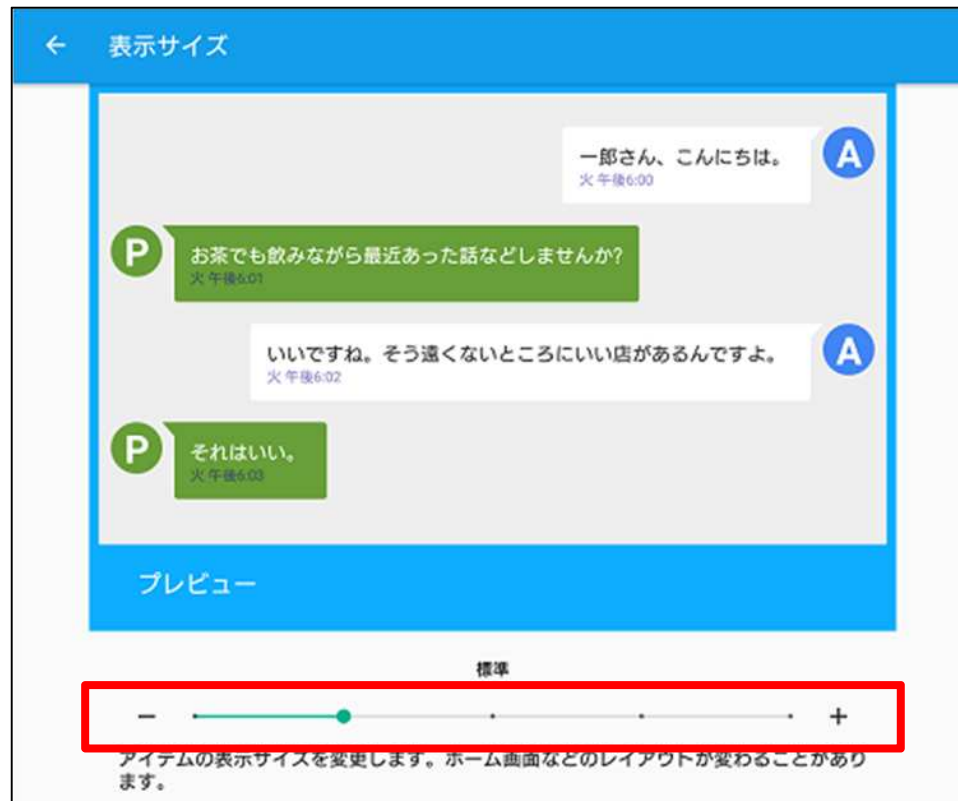 表示サイズ
一郎さん、こんにちは。
火 午後6:00
A
P
お茶でも飲みながら最近あった話などしませんか?
火 午後6:01
いいですね。そう遠くないところにいい店があるんですよ。
火 午後6:02
A
P
それはいい。
火 午後6:03
プレビュー
標準
アイテムの表示サイズを変更します。ホーム画面などのレイアウトが変わることがあり
ます。